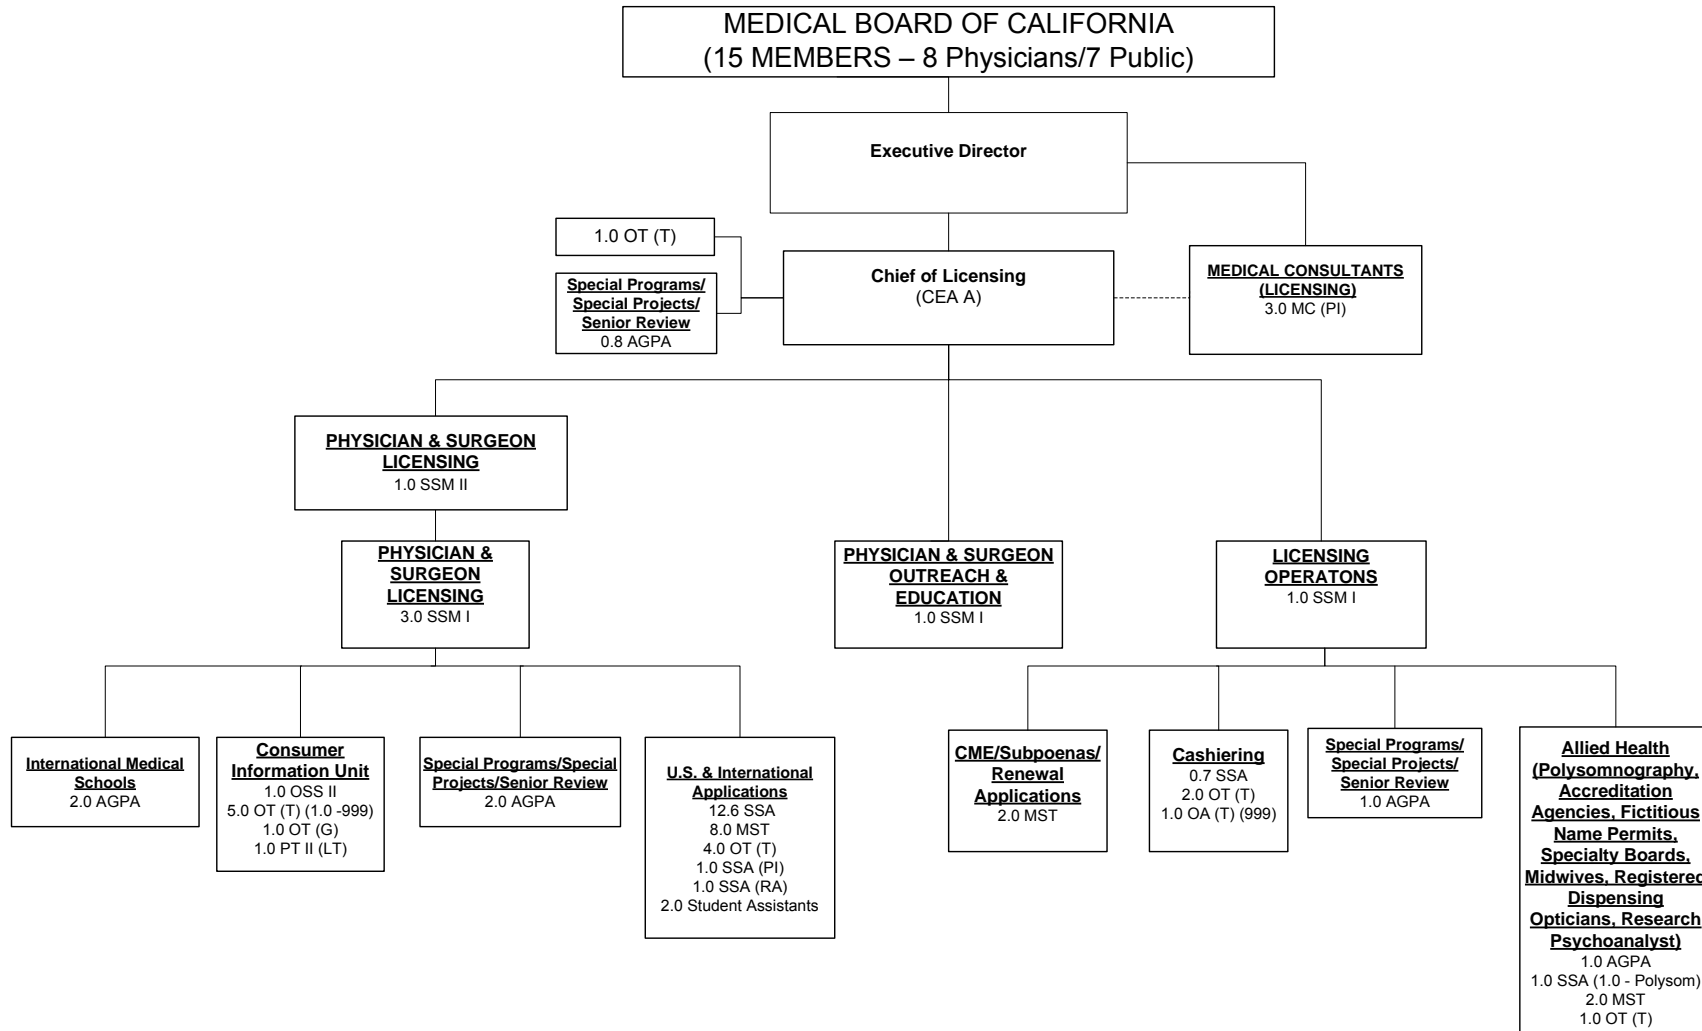 MEDICAL BOARD OF CALIFORNIA
(15 MEMBERS – 8 Physicians/7 Public)
Executive Director
1.0 OT (T)
Special Programs/
Special Projects/
Senior Review
0.8 AGPA
Chief of Licensing
(CEA A)
MEDICAL CONSULTANTS
(LICENSING)
3.0 MC (PI)
PHYSICIAN & SURGEON
LICENSING
1.0 SSM II
PHYSICIAN &
SURGEON
LICENSING
3.0 SSM I
PHYSICIAN & SURGEON
OUTREACH &
EDUCATION
1.0 SSM I
LICENSING
OPERATONS
1.0 SSM I
International Medical
Schools
2.0 AGPA
Consumer
Information Unit
1.0 OSS II
5.0 OT (T) (1.0 -999)
1.0 OT (G)
1.0 PT II (LT)
Special Programs/Special
Projects/Senior Review
2.0 AGPA
U.S. & International
Applications
12.6 SSA
8.0 MST
4.0 OT (T)
1.0 SSA (PI)
1.0 SSA (RA)
2.0 Student Assistants
CME/Subpoenas/
Renewal
Applications
2.0 MST
Cashiering
0.7 SSA
2.0 OT (T)
1.0 OA (T) (999)
Special Programs/
Special Projects/
Senior Review
1.0 AGPA
Allied Health
(Polysomnography,
Accreditation
Agencies, Fictitious
Name Permits,
Specialty Boards,
Midwives, Registered
Dispensing
Opticians, Research
Psychoanalyst)
1.0 AGPA
1.0 SSA (1.0 - Polysom)
2.0 MST
1.0 OT (T)